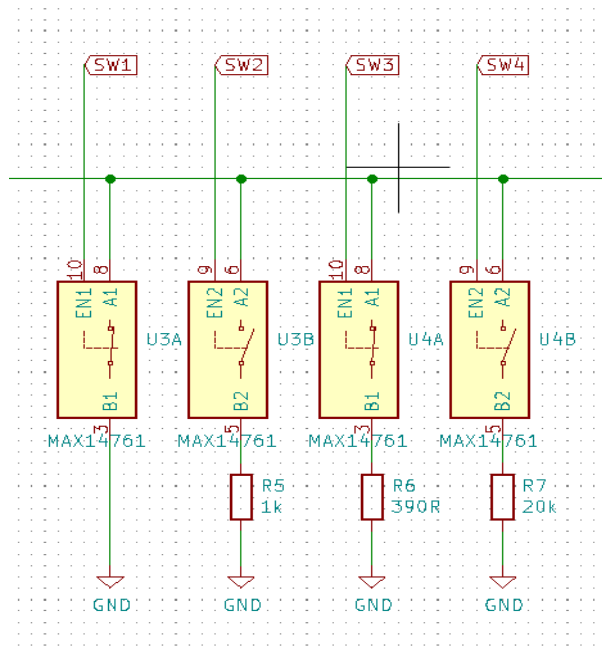 SW1 SW2 SW3 SW4
10 8 9 6 10 8 9 6
EN1 A1 EN2 A2 EN1 A1 EN2 A2
U3A U3B U4A U4B
B1 B2 B1 B2
3 5 3 5
MAX14761 MAX14761 MAX14761 MAX14761
R5 R6 R7
1k 390R 20k
GND GND GND GND